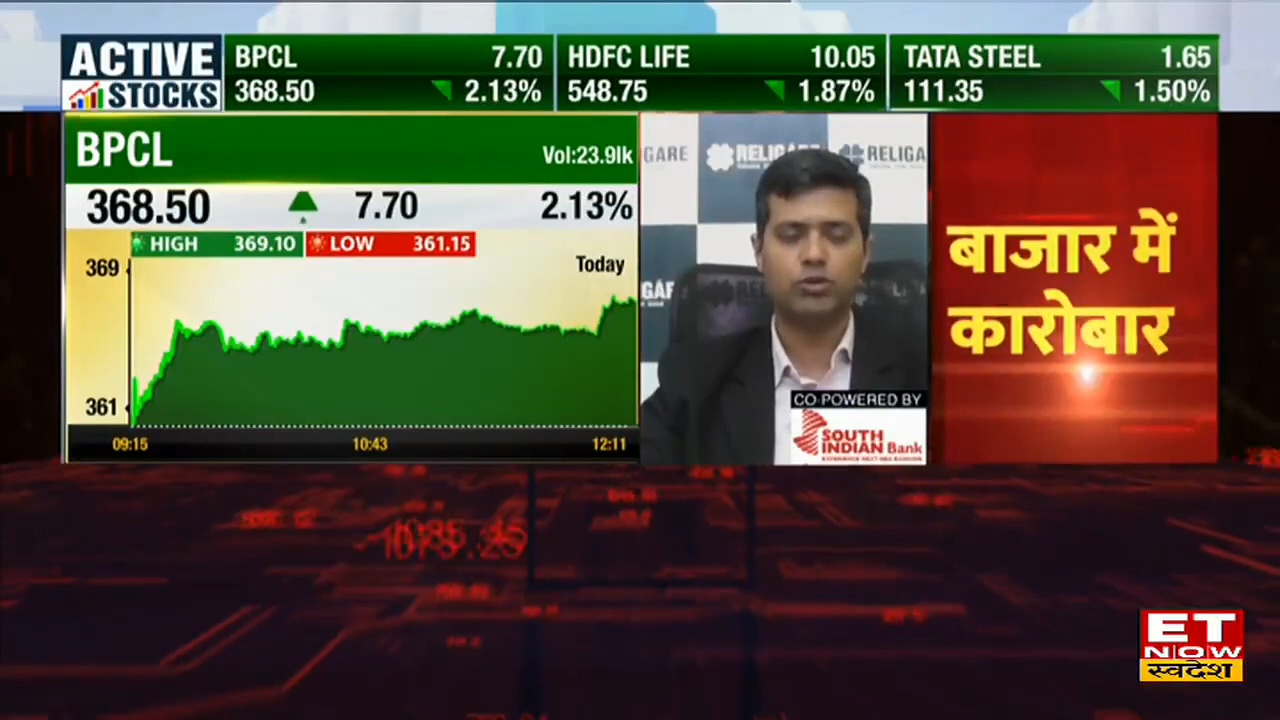 ACTIVE STOCKS
BPCL 7.70
368.50 2.13%
HDFC LIFE 10.05
548.75 1.87%
TATA STEEL 1.65
111.35 1.50%
BPCL
Vol:23.9lk
368.50 7.70 2.13%
HIGH 369.10 LOW 361.15
369
Today
361
09:15 10:43 12:11
GARE RELIGARE RELIGA
CO-POWERED BY
SOUTH
INDIAN Bank
बाजार में
कारोबार
ET
NOW
स्वदेश